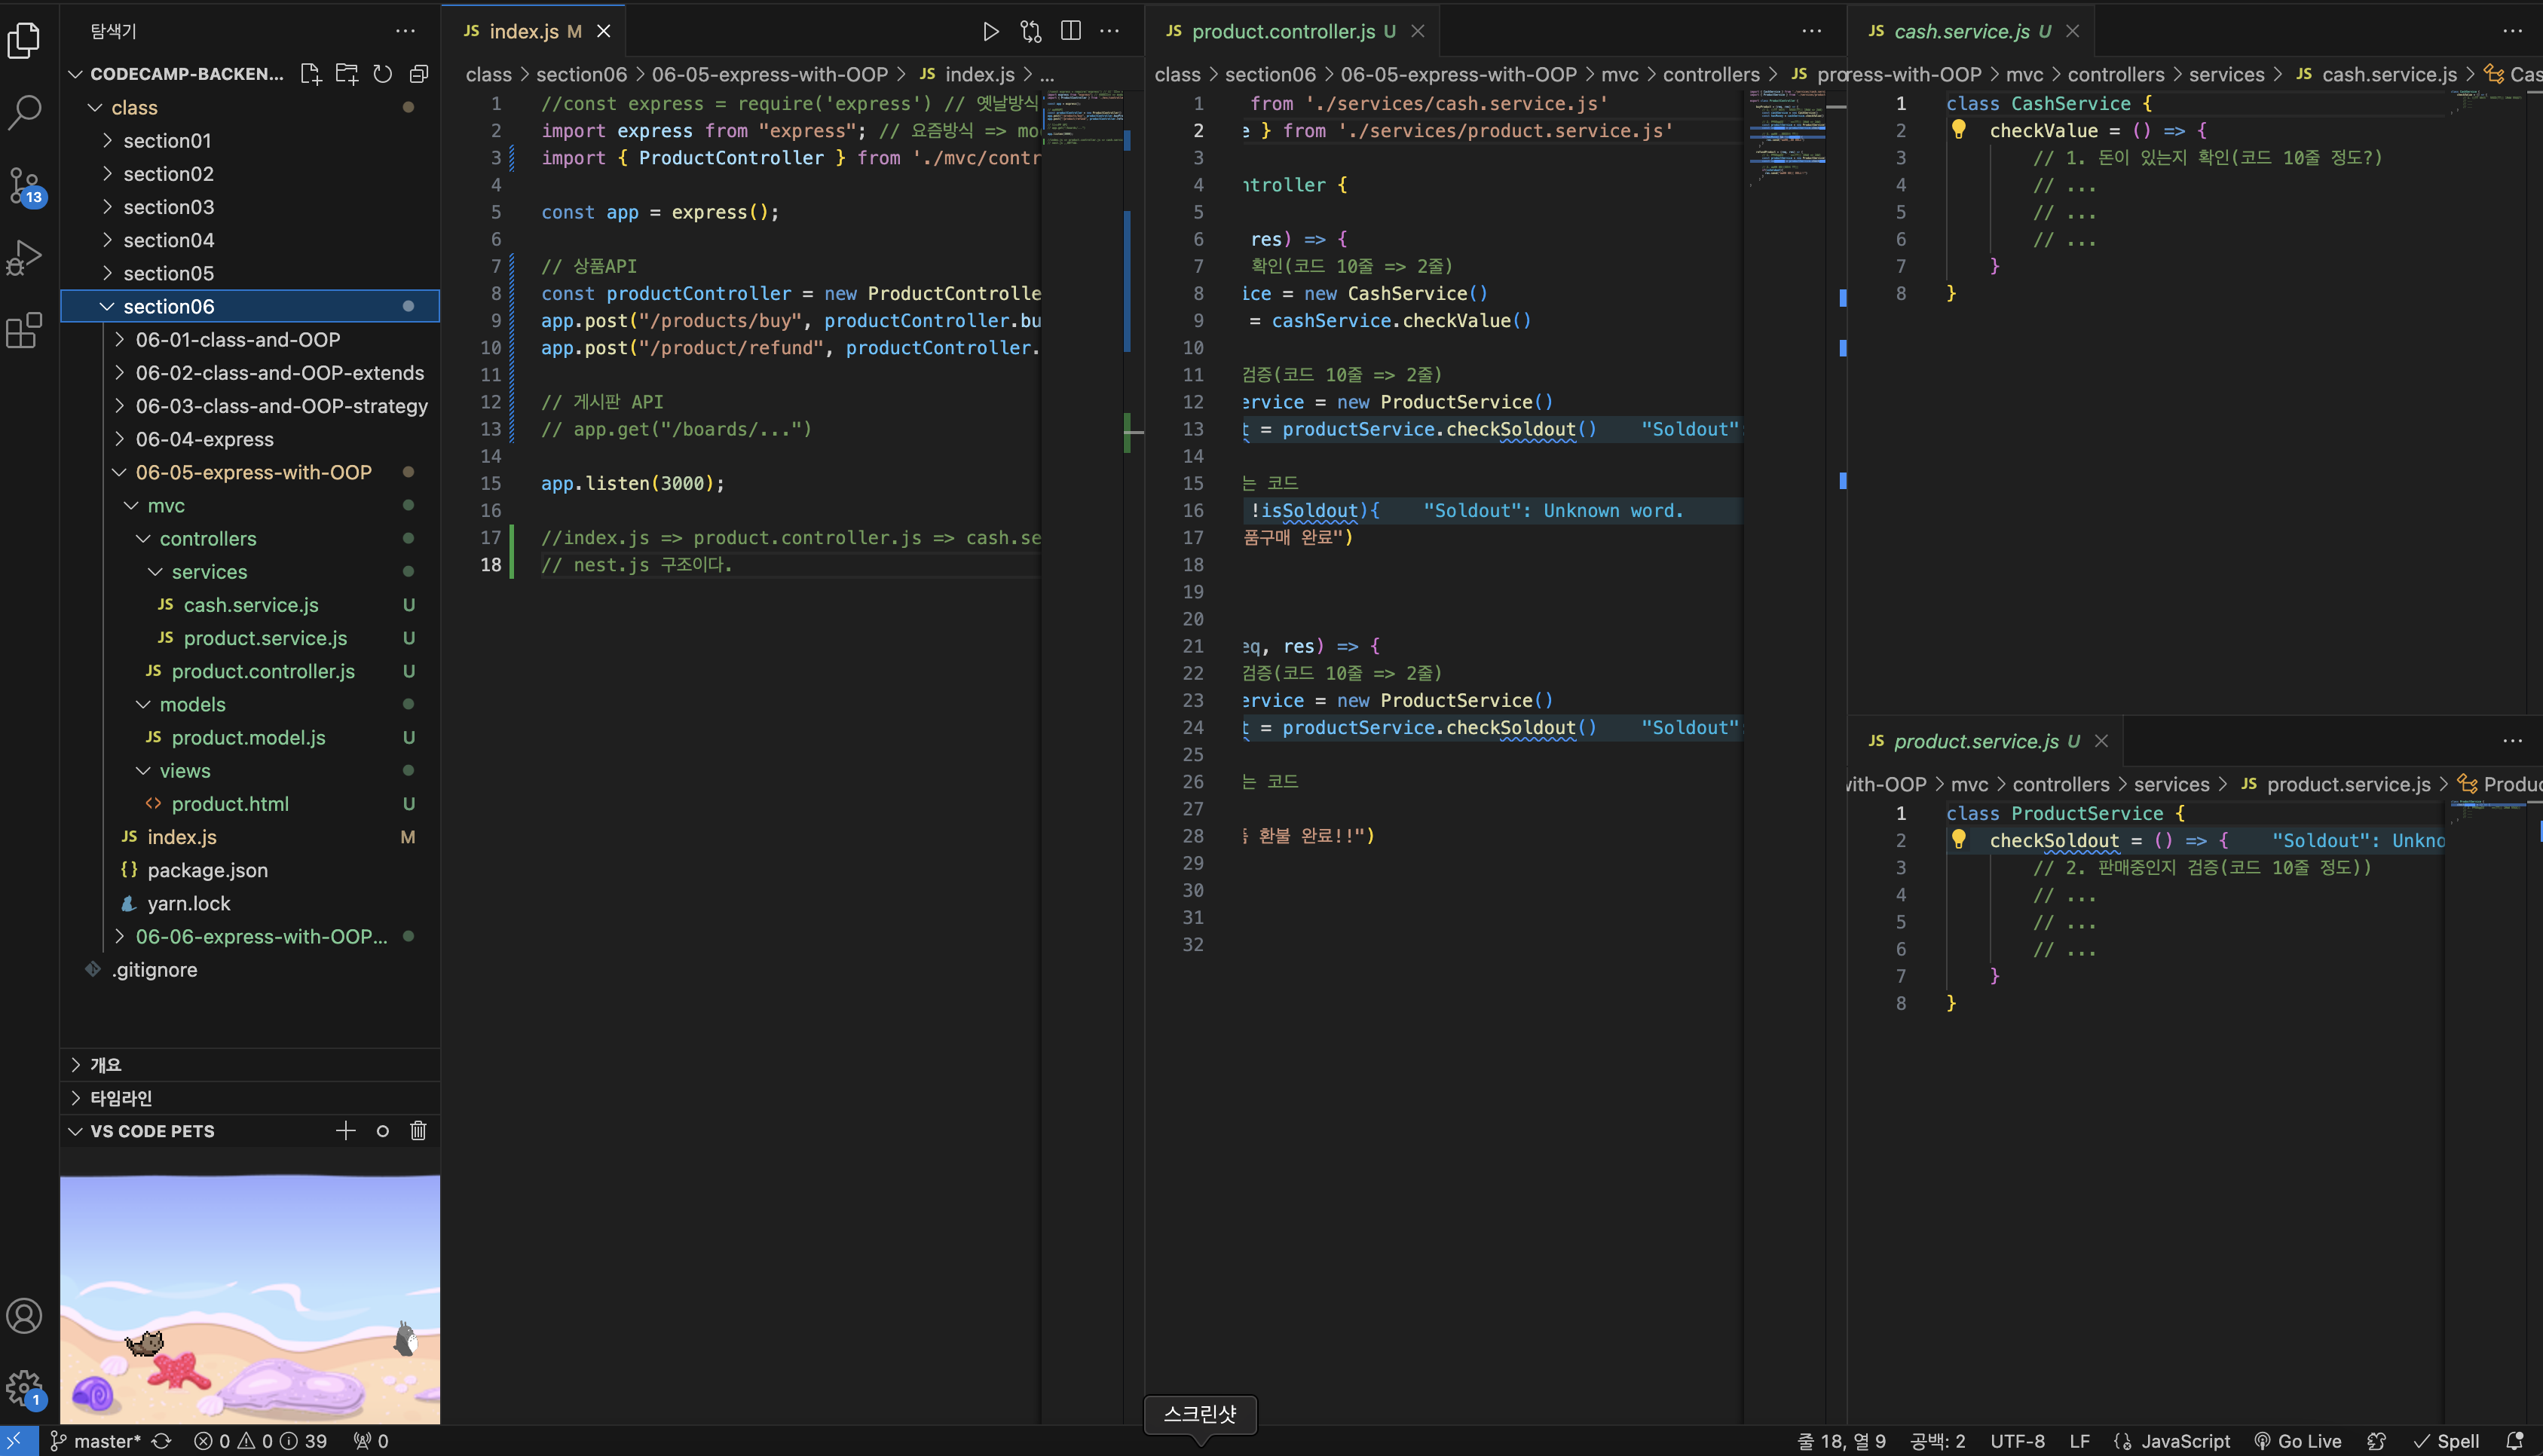 탐색기
CODECAMP-BACKEN...
class
section01
section02
section03
section04
section05
section06
06-01-class-and-OOP
06-02-class-and-OOP-extends
06-03-class-and-OOP-strategy
06-04-express
06-05-express-with-OOP
mvc
controllers
services
JS cash.service.js U
JS product.service.js U
JS product.controller.js U
models
JS product.model.js U
views
<> product.html U
JS index.js M
{} package.json
yarn.lock
06-06-express-with-OOP...
.gitignore
개요
타임라인
VS CODE PETS
13
1
JS index.js M
class > section06 > 06-05-express-with-OOP > JS index.js > ...
1 //const express = require('express') // 옛날방식
2 import express from "express"; // 요즘방식 => mo
3 import { ProductController } from './mvc/contr
4
5 const app = express();
6
7 // 상품API
8 const productController = new ProductControlle
9 app.post("/products/buy", productController.bu
10 app.post("/product/refund", productController.
11
12 // 게시판 API
13 // app.get("/boards/...")
14
15 app.listen(3000);
16
17 //index.js => product.controller.js => cash.se
18 // nest.js 구조이다.
JS product.controller.js U
class > section06 > 06-05-express-with-OOP > mvc > controllers > JS pro
1 from './services/cash.service.js'
2 e } from './services/product.service.js'
3
4 ntroller {
5
6 res) => {
7 확인(코드 10줄 => 2줄)
8 ice = new CashService()
9 = cashService.checkValue()
10
11 검증(코드 10줄 => 2줄)
12 ervice = new ProductService()
13 t = productService.checkSoldout() "Soldout":
14
15 는 코드
16 !isSoldout){ "Soldout": Unknown word.
17 품구매 완료")
18
19
20
21 eq, res) => {
22 검증(코드 10줄 => 2줄)
23 ervice = new ProductService()
24 t = productService.checkSoldout() "Soldout":
25
26 는 코드
27
28 환불 완료!!")
29
30
31
32
JS cash.service.js U
ress-with-OOP > mvc > controllers > services > JS cash.service.js > Cas
1 class CashService {
2 checkValue = () => {
3 // 1. 돈이 있는지 확인(코드 10줄 정도?)
4 // ...
5 // ...
6 // ...
7 }
8 }
JS product.service.js U
with-OOP > mvc > controllers > services > JS product.service.js > Produc
1 class ProductService {
2 checkSoldout = () => { "Soldout": Unkno
3 // 2. 판매중인지 검증(코드 10줄 정도))
4 // ...
5 // ...
6 // ...
7 }
8 }
스크린샷
master* 0 0 39 0
줄 18, 열 9 공백: 2 UTF-8 LF {} JavaScript Go Live Spell